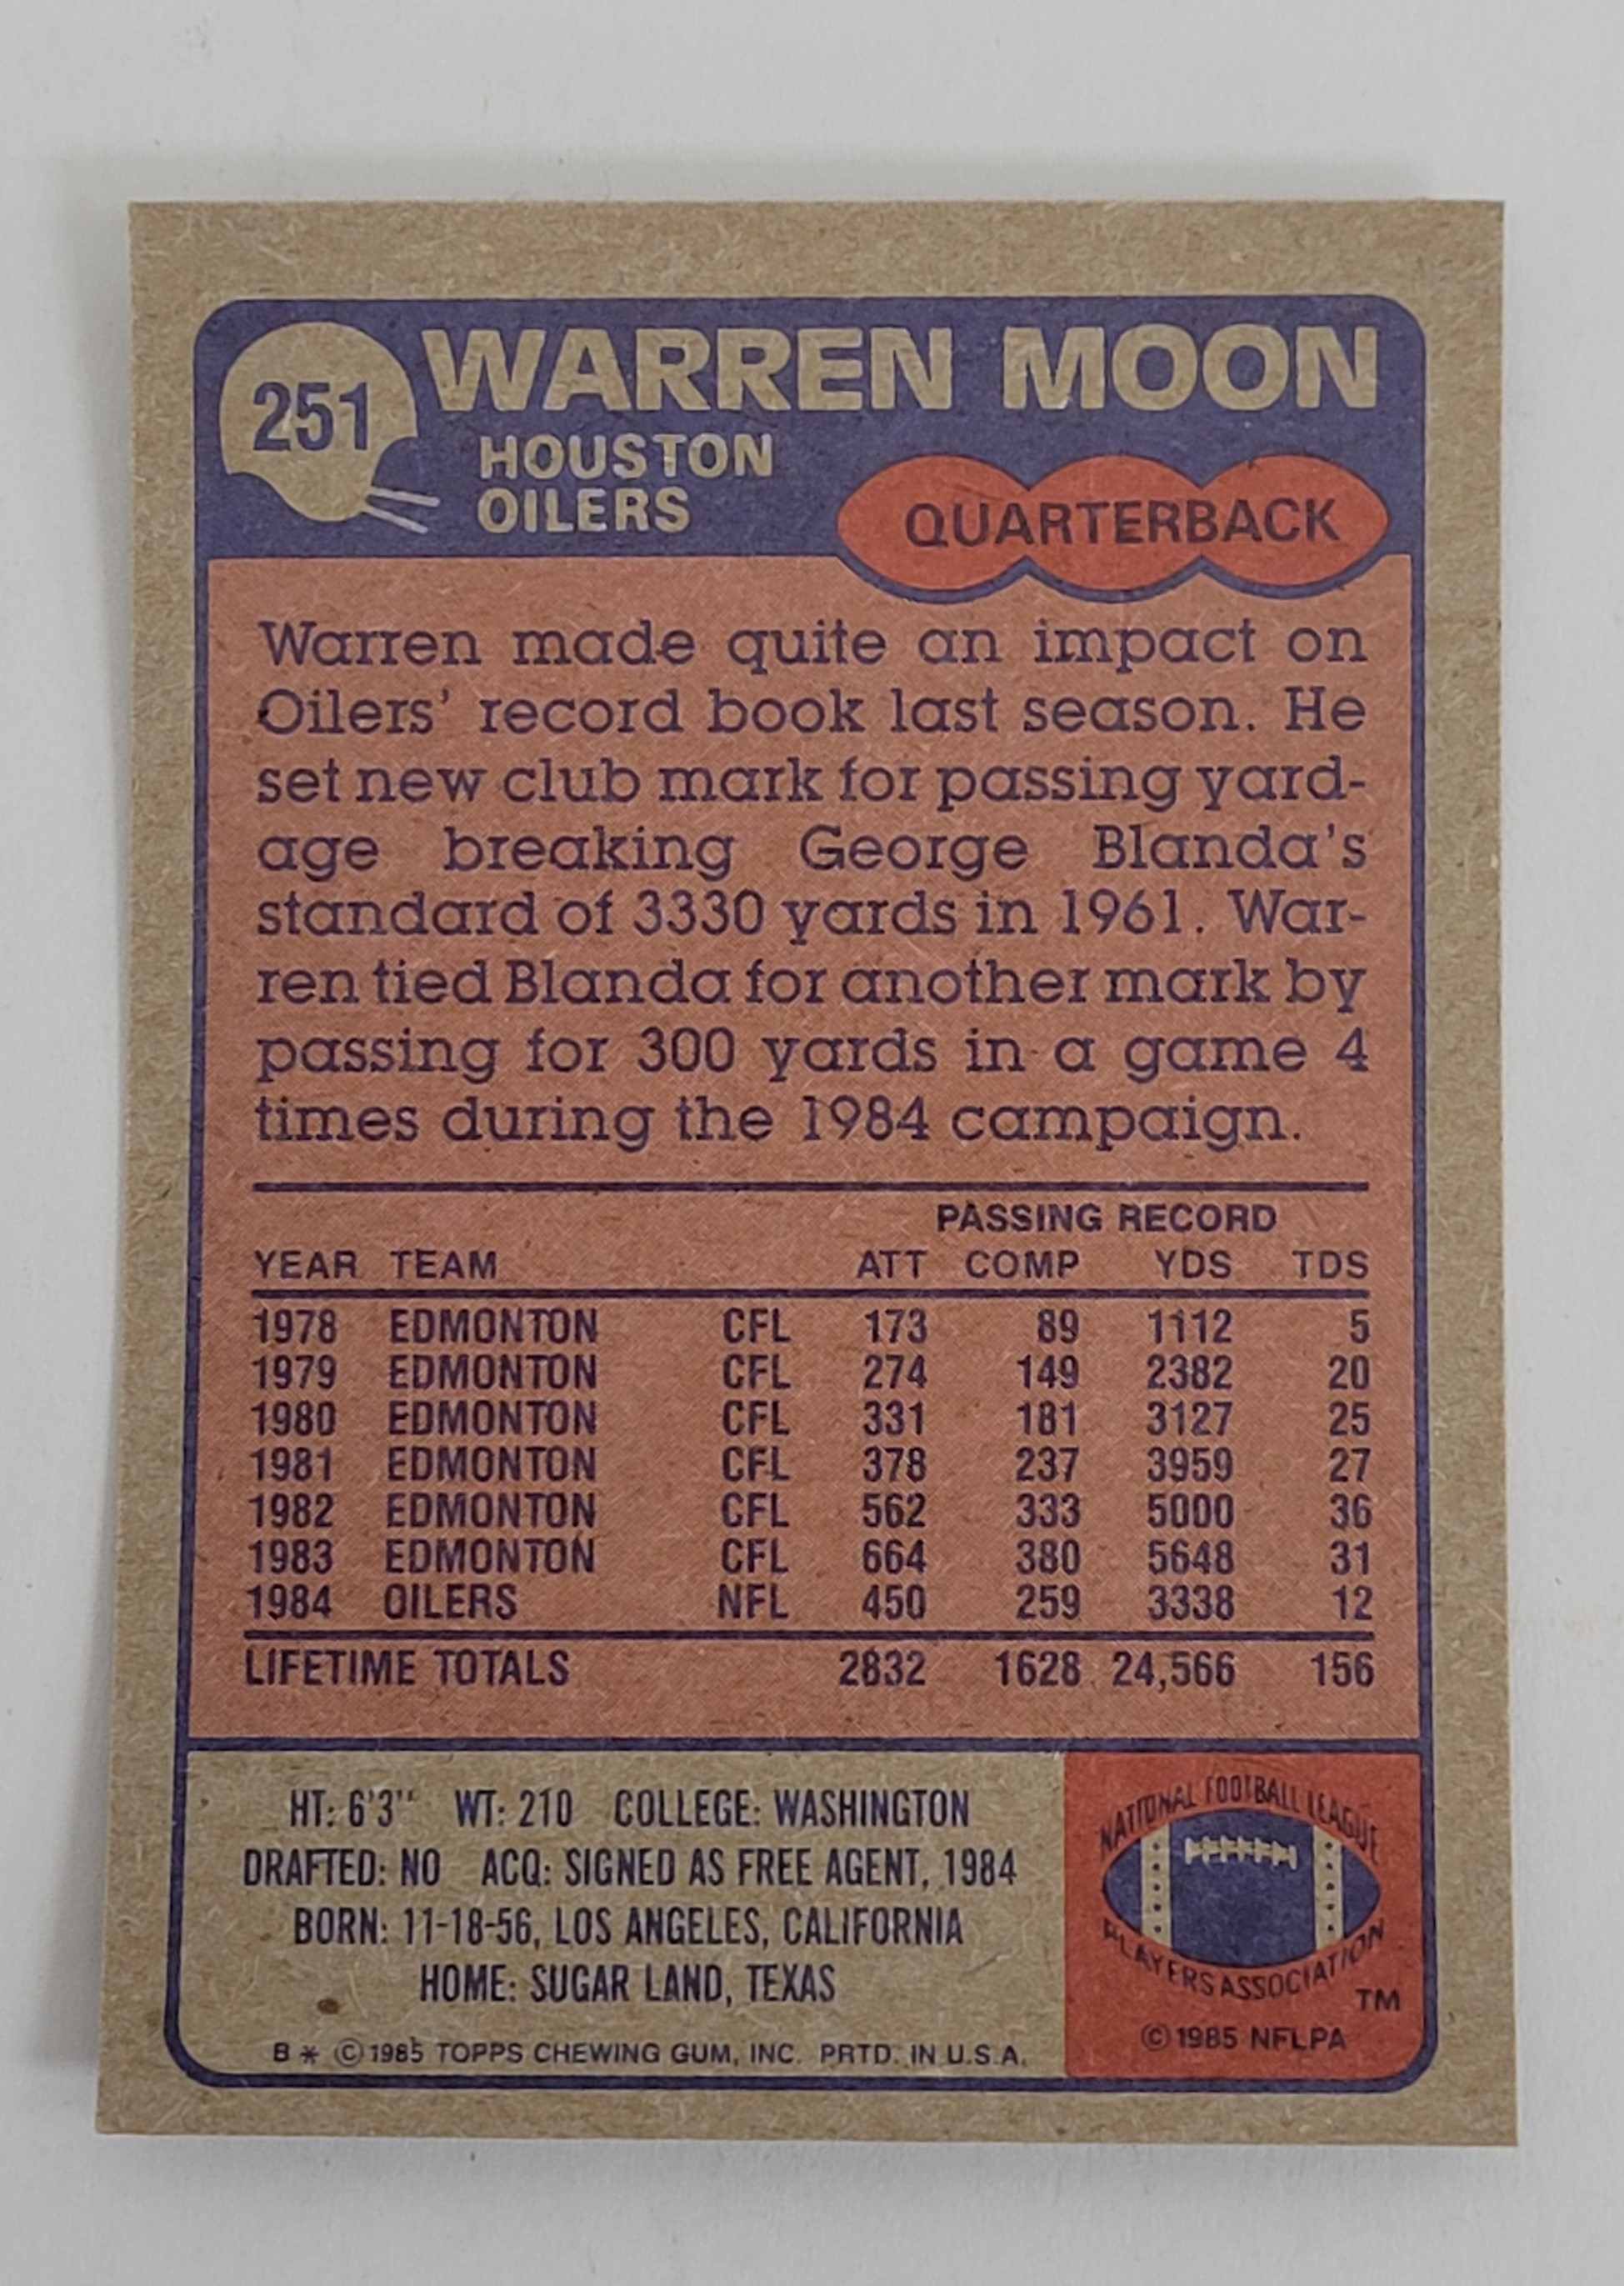 251
WARREN MOON
HOUSTON
OILERS
QUARTERBACK
Warren made quite an impact on
Oilers' record book last season. He
set new club mark for passing yard-
age breaking George Blanda's
standard of 3330 yards in 1961. War-
ren tied Blanda for another mark by
passing for 300 yards in a game 4
times during the 1984 campaign.
PASSING RECORD
YEAR TEAM ATT COMP YDS TDS
1978 EDMONTON CFL 173 89 1112 5
1979 EDMONTON CFL 274 149 2382 20
1980 EDMONTON CFL 331 181 3127 25
1981 EDMONTON CFL 378 237 3959 27
1982 EDMONTON CFL 562 333 5000 36
1983 EDMONTON CFL 664 380 5648 31
1984 OILERS NFL 450 259 3338 12
LIFETIME TOTALS 2832 1628 24,566 156
HT: 6'3" WT: 210 COLLEGE: WASHINGTON
DRAFTED: NO ACQ: SIGNED AS FREE AGENT, 1984
BORN: 11-18-56, LOS ANGELES, CALIFORNIA
HOME: SUGAR LAND, TEXAS
B * © 1985 TOPPS CHEWING GUM, INC. PRTD. IN U.S.A.
NATIONAL FOOTBALL LEAGUE
PLAYERS ASSOCIATION
TM
© 1985 NFLPA